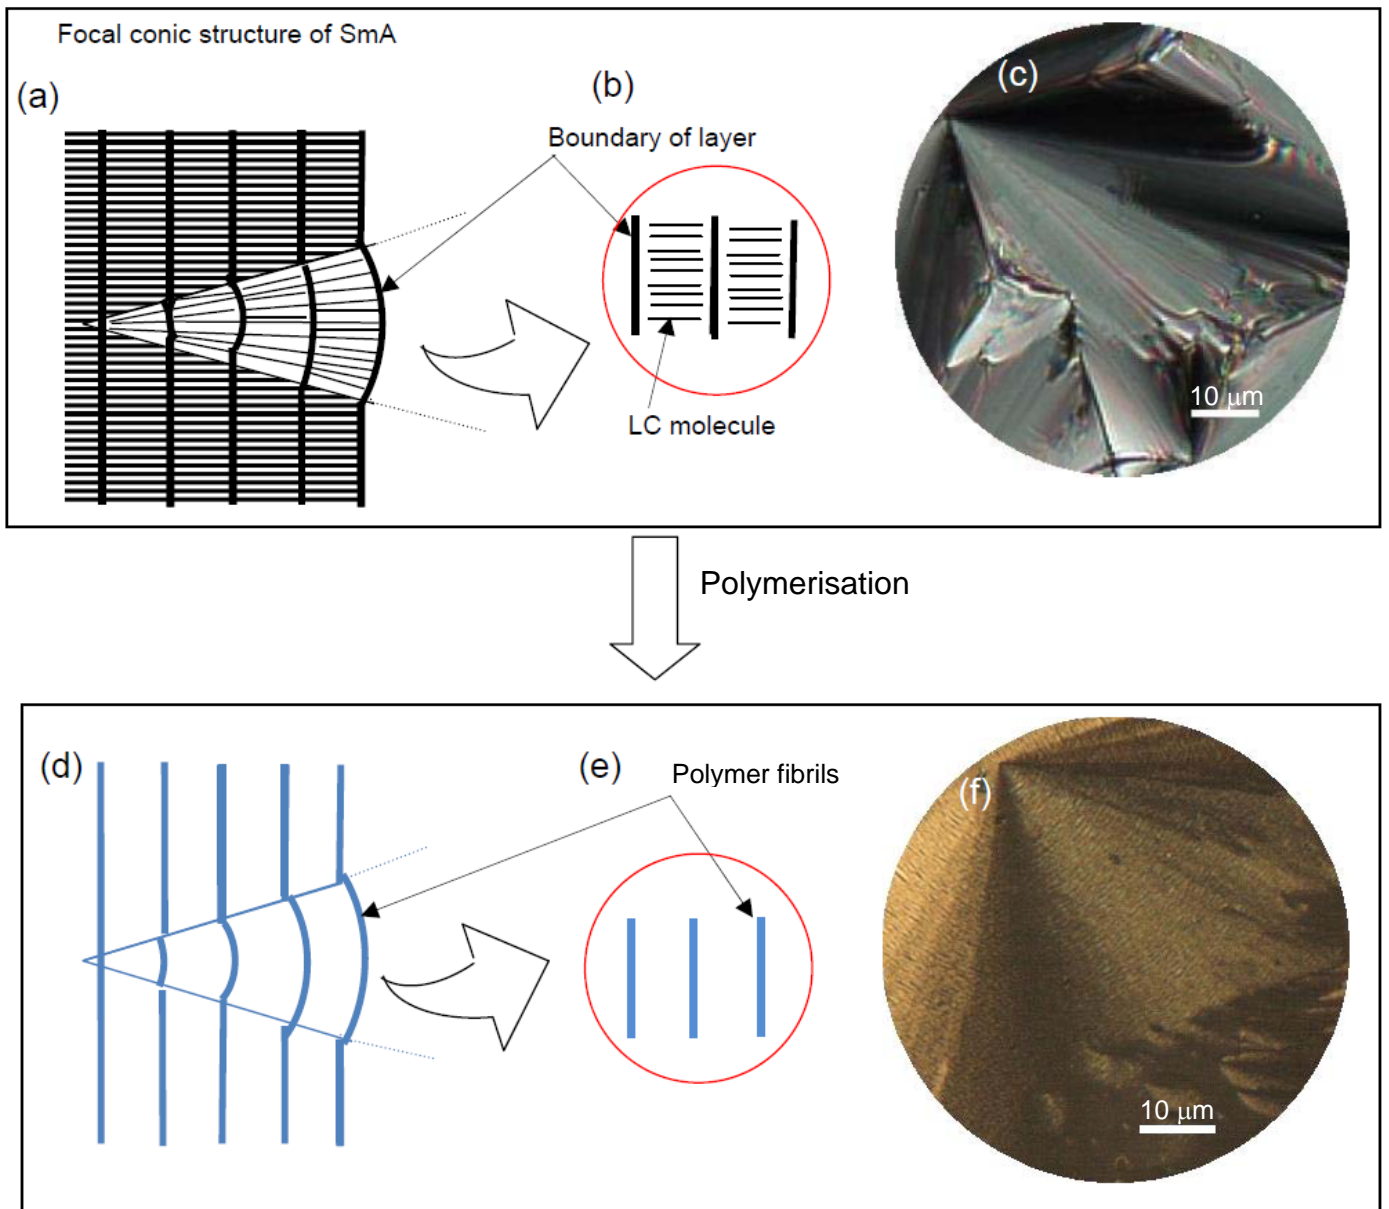 Focal conic structure of SmA
(a)
(b)
(c)
Boundary of layer
LC molecule
10 μm
Polymerisation
(d)
(e)
Polymer fibrils
(f)
10 μm